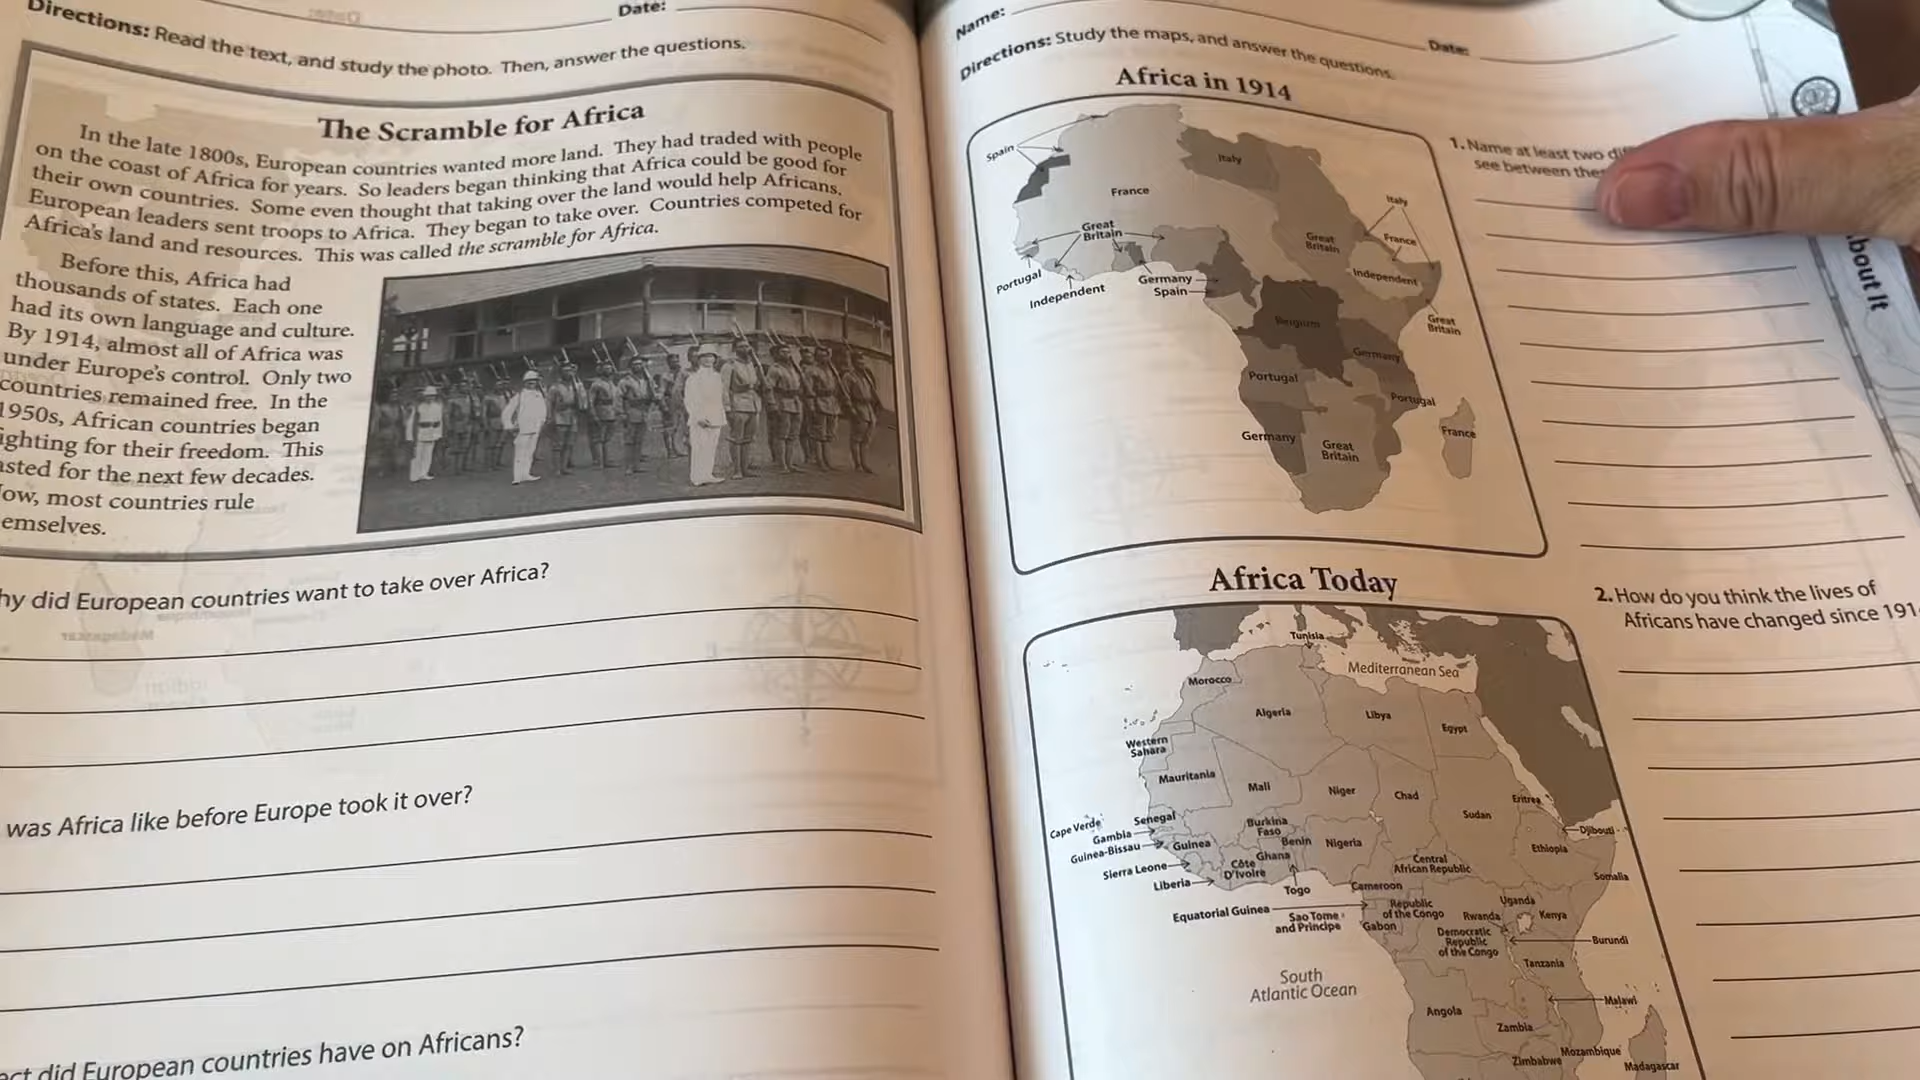 Directions: Read the text, and study the photo. Then, answer the questions.
Date:
The Scramble for Africa
In the late 1800s, European countries wanted more land. They had traded with people
on the coast of Africa for years. So leaders began thinking that Africa could be good for
their own countries. Some even thought that taking over the land would help Africans.
European leaders sent troops to Africa. They began to take over. Countries competed for
Africa's land and resources. This was called the scramble for Africa.
Before this, Africa had
thousands of states. Each one
had its own language and culture.
By 1914, almost all of Africa was
under Europe's control. Only two
countries remained free. In the
1950s, African countries began
ighting for their freedom. This
asted for the next few decades.
ow, most countries rule
emselves.
hy did European countries want to take over Africa?
was Africa like before Europe took it over?
ect did European countries have on Africans?
Name:
Date:
Directions: Study the maps, and answer the questions.
Africa in 1914
Spain
Italy
France
Italy
Great
Britain
Great
Britain
France
Independent
Portugal
Independent
Germany
Spain
Great
Britain
Belgium
Germany
Portugal
Portugal
France
Germany
Great
Britain
1. Name at least two di
see between the
bout It
Africa Today
Tunisia
Mediterranean Sea
Morocco
Algeria
Libya
Egypt
Western
Sahara
Mauritania
Mali
Niger
Chad
Sudan
Eritrea
Cape Verde
Senegal
Gambia
Guinea-Bissau
Guinea
Burkina
Faso
Benin
Nigeria
Djibouti
Ethiopia
Sierra Leone
Côte
D'Ivoire
Ghana
Central
African Republic
Somalia
Liberia
Togo
Cameroon
Equatorial Guinea
Sao Tome
and Principe
Gabon
Republic
of the Congo
Uganda
Rwanda
Kenya
Democratic
Republic
of the Congo
Burundi
Tanzania
South
Atlantic Ocean
Angola
Malawi
Zambia
Zimbabwe
Mozambique
Madagascar
2. How do you think the lives of
Africans have changed since 191